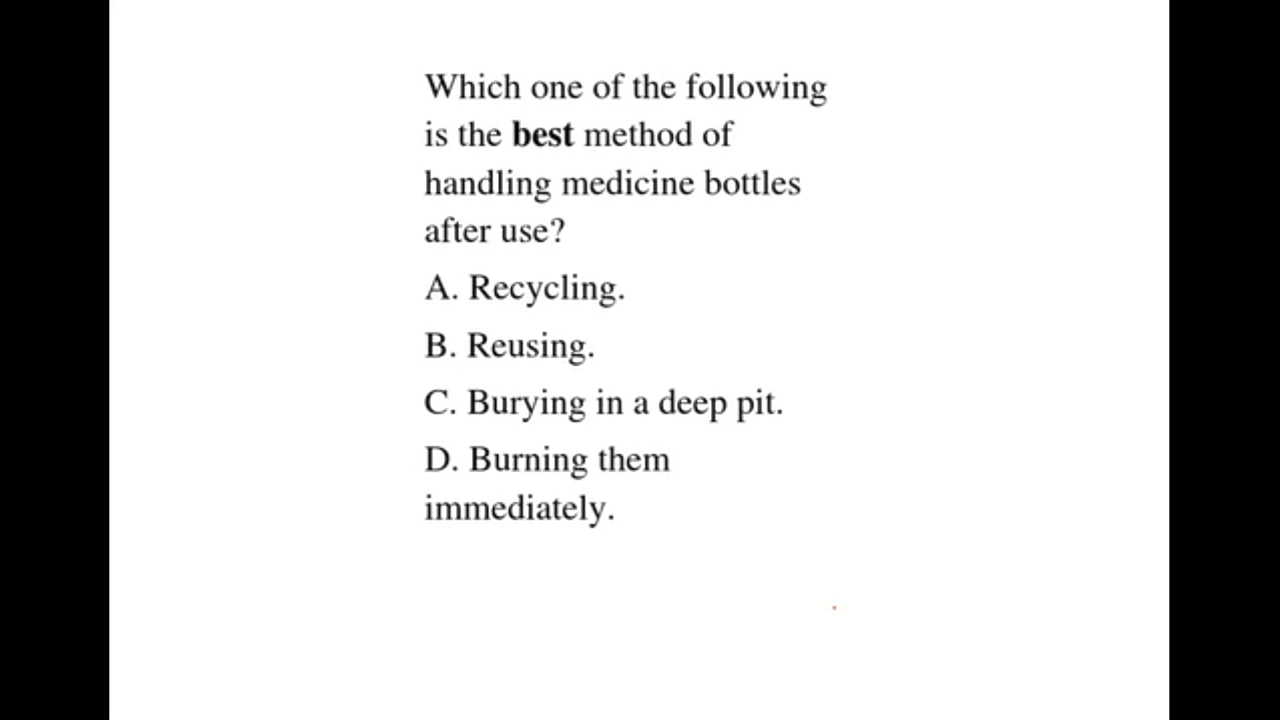 Which one of the following
is the best method of
handling medicine bottles
after use?
A. Recycling.
B. Reusing.
C. Burying in a deep pit.
D. Burning them
immediately.